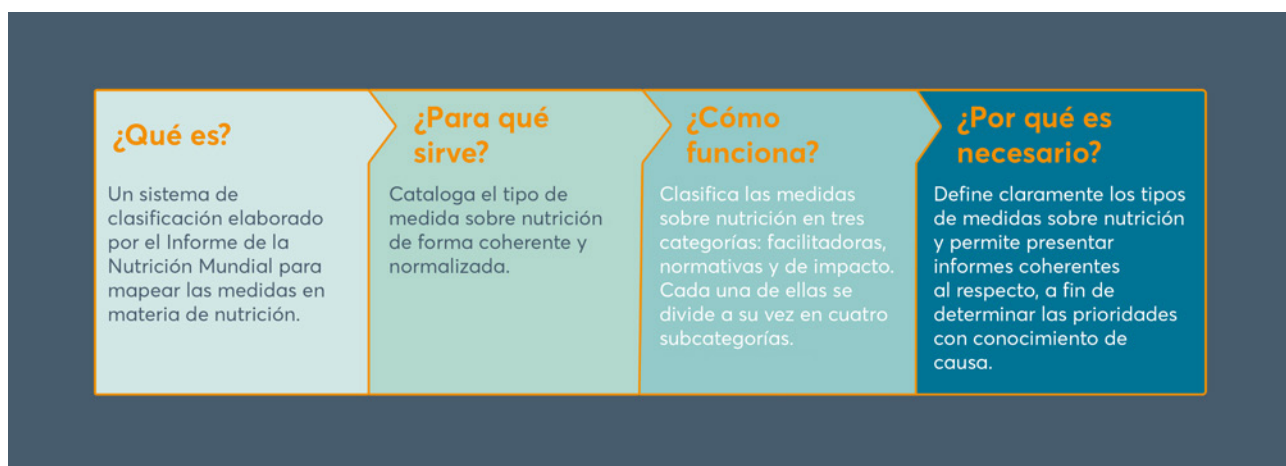 ¿Qué es?
Un sistema de
clasificación elaborado
por el Informe de la
Nutrición Mundial para
mapear las medidas en
materia de nutrición.
¿Para qué
sirve?
Cataloga el tipo de
medida sobre nutrición
de forma coherente y
normalizada.
¿Cómo
funciona?
Clasifica las medidas
sobre nutrición en tres
categorías: facilitadoras,
normativas y de impacto.
Cada una de ellas se
divide a su vez en cuatro
subcategorías.
¿Por qué es
necesario?
Define claramente los tipos
de medidas sobre nutrición
y permite presentar
informes coherentes
al respecto, a fin de
determinar las prioridades
con conocimiento de
causa.